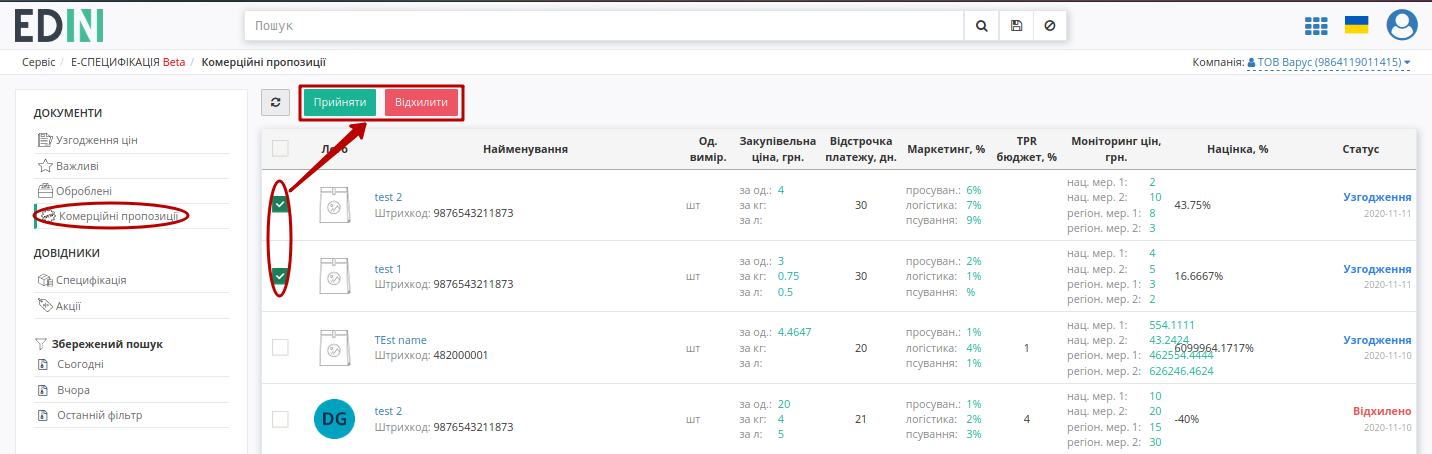 EDIN
Пошук
Сервіс / Е-СПЕЦИФІКАЦІЯ Beta / Комерційні пропозиції
Компанія: ТОВ Варус (9864119011415)
ДОКУМЕНТИ
Узгодження цін
Важливі
Оброблені
Комерційні пропозиції
ДОВІДНИКИ
Специфікація
Акції
Збережений пошук
Сьогодні
Вчора
Останній фільтр
Прийняти Відхилити
Лого Найменування Од. вимір. Закупівельна ціна, грн. Відстрочка платежу, дн. Маркетинг, % TPR бюджет, % Моніторинг цін, грн. Націнка, % Статус
test 2
Штрихкод: 9876543211873
шт
за од.: 4
за кг:
за л:
30
просуван.: 6%
логістика: 7%
псування: 9%
нац. мер. 1: 2
нац. мер. 2: 10
регіон. мер. 1: 8
регіон. мер. 2: 3
43.75%
Узгодження
2020-11-11
test 1
Штрихкод: 9876543211873
шт
за од.: 3
за кг: 0.75
за л: 0.5
30
просуван.: 2%
логістика: 1%
псування: %
нац. мер. 1: 4
нац. мер. 2: 5
регіон. мер. 1: 3
регіон. мер. 2: 2
16.6667%
Узгодження
2020-11-11
TEst name
Штрихкод: 482000001
шт
за од.: 4.4647
за кг:
за л:
20
просуван.: 1%
логістика: 4%
псування: 1%
1
нац. мер. 1: 554.1111
нац. мер. 2: 43.2424
регіон. мер. 1: 462554.4444
регіон. мер. 2: 626246.4624
6099964.1717%
Узгодження
2020-11-10
DG
test 2
Штрихкод: 9876543211873
шт
за од.: 20
за кг: 4
за л: 5
21
просуван.: 1%
логістика: 2%
псування: 3%
4
нац. мер. 1: 10
нац. мер. 2: 20
регіон. мер. 1: 15
регіон. мер. 2: 30
-40%
Відхилено
2020-11-10